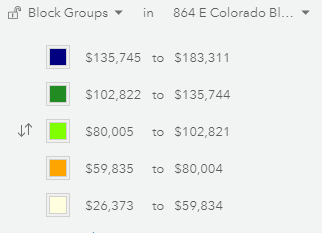 Block Groups in 864 E Colorado Bl...
$135,745 to $183,311
$102,822 to $135,744
$80,005 to $102,821
$59,835 to $80,004
$26,373 to $59,834